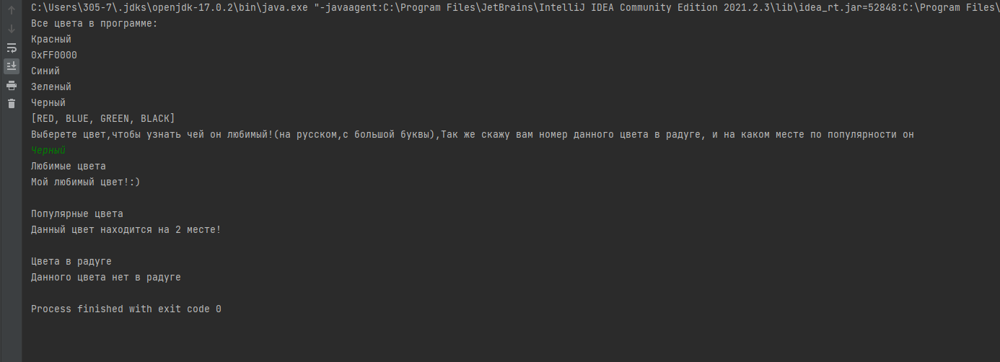 C:\Users\305-7\.jdks\openjdk-17.0.2\bin\java.exe "-javaagent:C:\Program Files\JetBrains\IntelliJ IDEA Community Edition 2021.2.3\lib\idea_rt.jar=52848:C:\Program Files\
Все цвета в программе:
Красный
0xFF0000
Синий
Зеленый
Черный
[RED, BLUE, GREEN, BLACK]
Выберете цвет,чтобы узнать чей он любимый!(на русском,с большой буквы),Так же скажу вам номер данного цвета в радуге, и на каком месте по популярности он
Черный
Любимые цвета
Мой любимый цвет!:)
Популярные цвета
Данный цвет находится на 2 месте!
Цвета в радуге
Данного цвета нет в радуге
Process finished with exit code 0